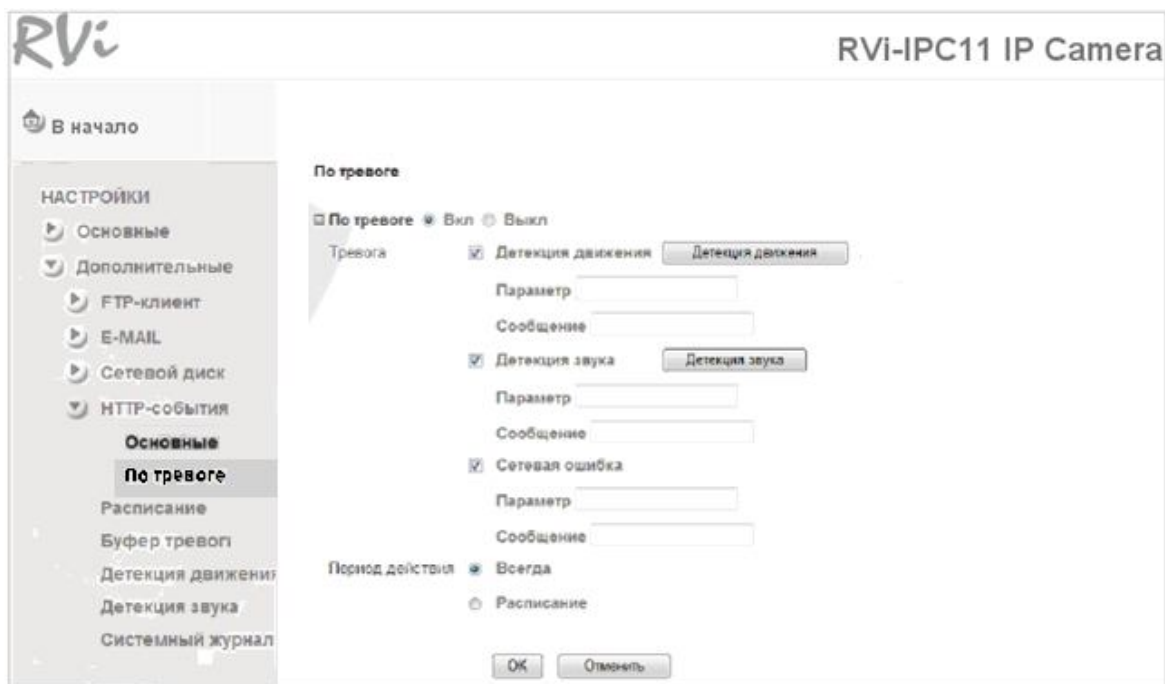 RVi
RVi-IPC11 IP Camera
В начало
НАСТРОЙКИ
Основные
Дополнительные
FTP-клиент
E-MAIL
Сетевой диск
HTTP-события
Основные
По тревоге
Расписание
Буфер тревог
Детекция движения
Детекция звука
Системный журнал
По тревоге
По тревоге Вкл Выкл
Тревога Детекция движения Детекция движения
Параметр
Сообщение
Детекция звука Детекция звука
Параметр
Сообщение
Сетевая ошибка
Параметр
Сообщение
Период действия Всегда
Расписание
OK Отменить